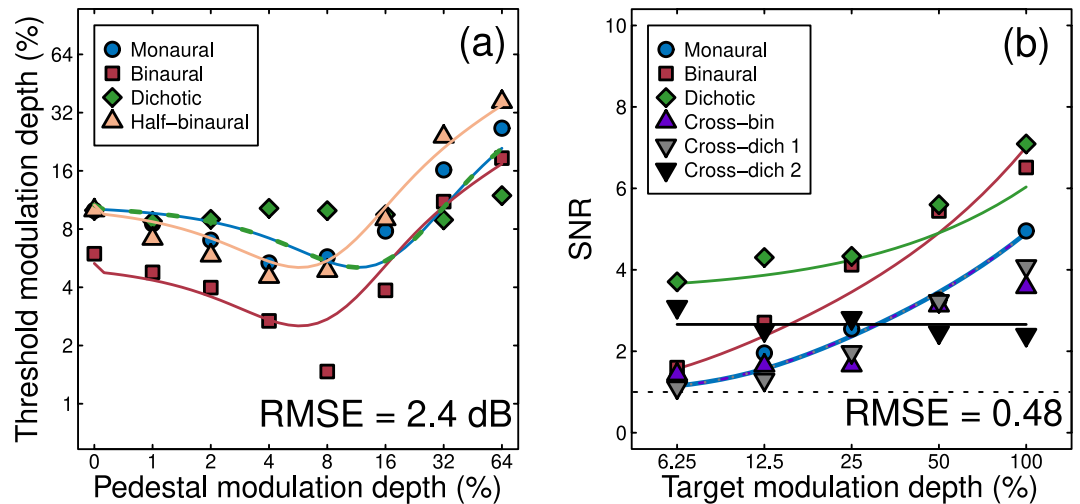 (a)
Monaural
Binaural
Dichotic
Half−binaural
Threshold modulation depth (%)
64
32
16
8
4
2
1
RMSE = 2.4 dB
0 1 2 4 8 16 32 64
Pedestal modulation depth (%)
(b)
Monaural
Binaural
Dichotic
Cross−bin
Cross−dich 1
Cross−dich 2
SNR
10
8
6
4
2
0
RMSE = 0.48
6.25 12.5 25 50 100
Target modulation depth (%)